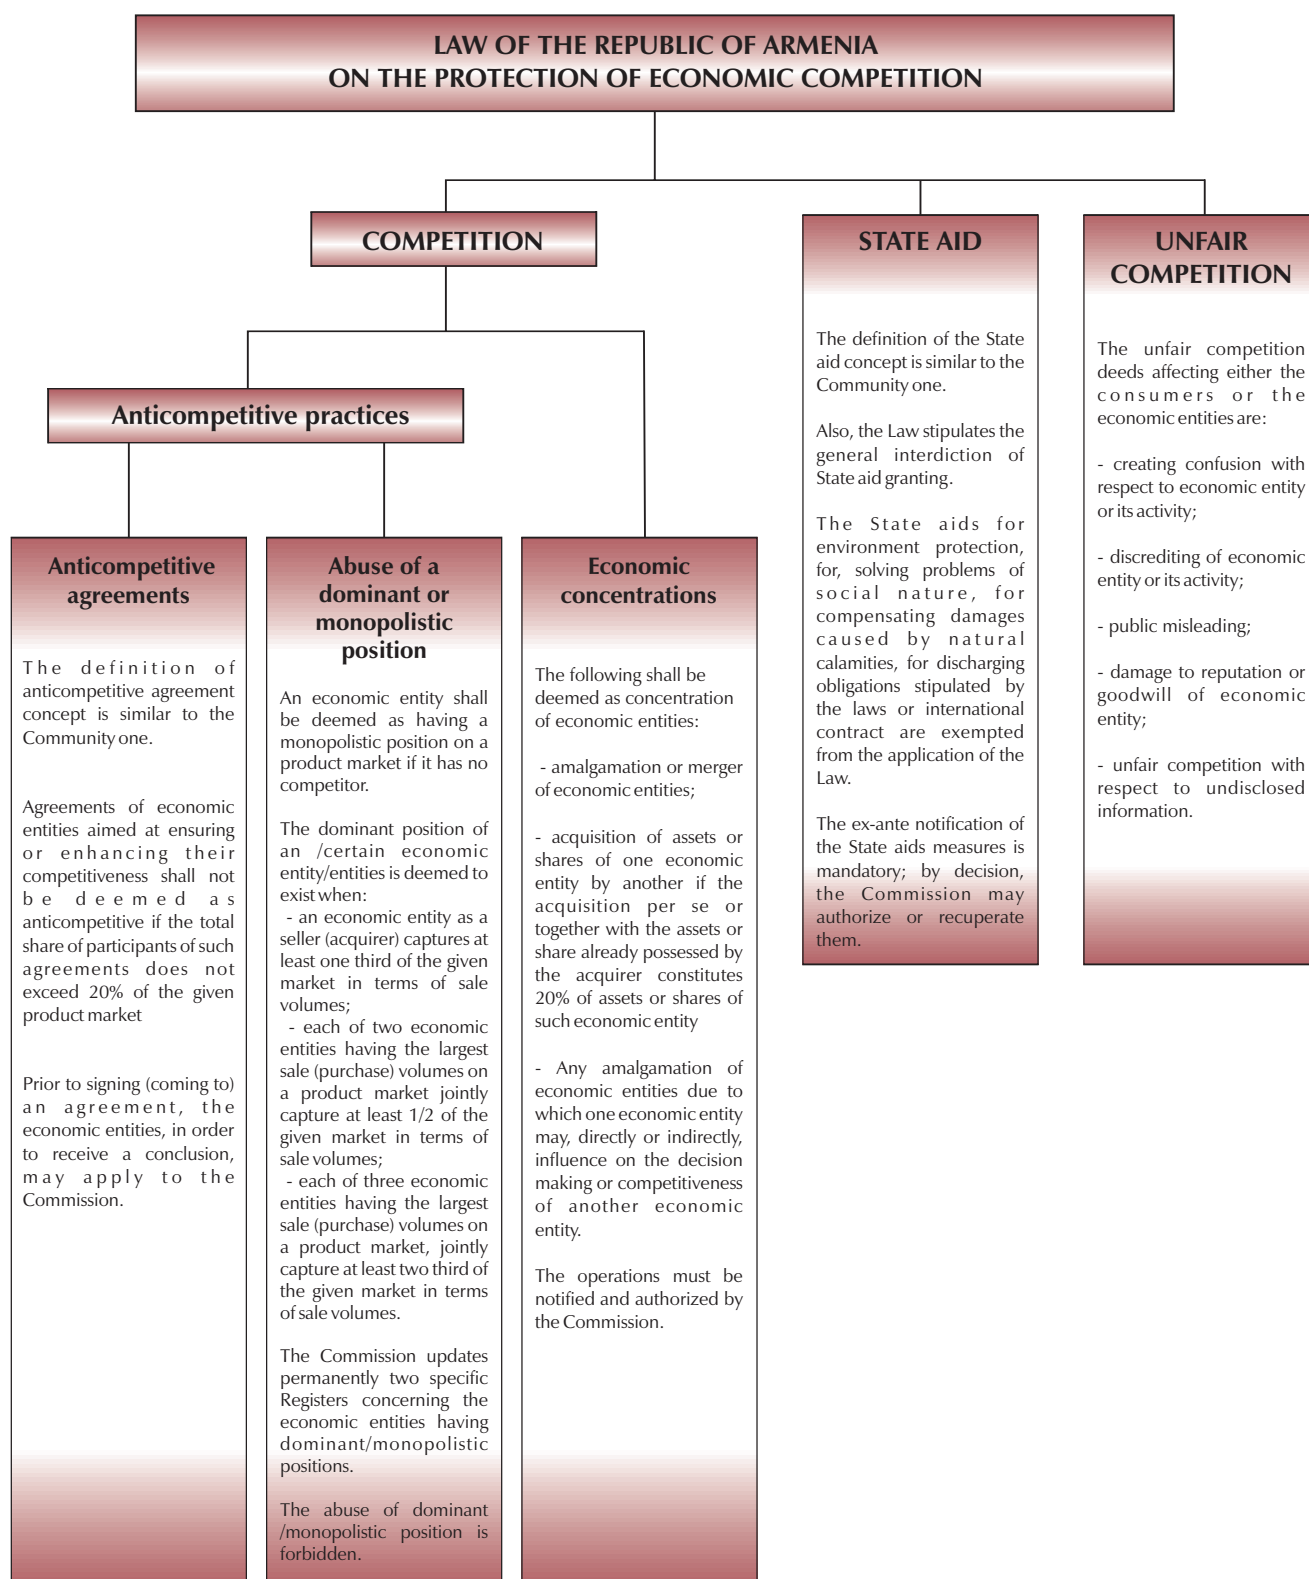 LAW OF THE REPUBLIC OF ARMENIA
ON THE PROTECTION OF ECONOMIC COMPETITION
COMPETITION
Anticompetitive practices
Anticompetitive
agreements
The definition of
anticompetitive agreement
concept is similar to the
Community one.
Agreements of economic
entities aimed at ensuring
or enhancing their
competitiveness shall not
be deemed as
anticompetitive if the total
share of participants of such
agreements does not
exceed 20% of the given
product market
Prior to signing (coming to)
an agreement, the
economic entities, in order
to receive a conclusion,
may apply to the
Commission.
Abuse of a
dominant or
monopolistic
position
An economic entity shall
be deemed as having a
monopolistic position on a
product market if it has no
competitor.
The dominant position of
an /certain economic
entity/entities is deemed to
exist when:
- an economic entity as a
seller (acquirer) captures at
least one third of the given
market in terms of sale
volumes;
- each of two economic
entities having the largest
sale (purchase) volumes on
a product market jointly
capture at least 1/2 of the
given market in terms of
sale volumes;
- each of three economic
entities having the largest
sale (purchase) volumes on
a product market, jointly
capture at least two third of
the given market in terms
of sale volumes.
The Commission updates
permanently two specific
Registers concerning the
economic entities having
dominant/monopolistic
positions.
The abuse of dominant
/monopolistic position is
forbidden.
Economic
concentrations
The following shall be
deemed as concentration
of economic entities:
- amalgamation or merger
of economic entities;
- acquisition of assets or
shares of one economic
entity by another if the
acquisition per se or
together with the assets or
share already possessed by
the acquirer constitutes
20% of assets or shares of
such economic entity
- Any amalgamation of
economic entities due to
which one economic entity
may, directly or indirectly,
influence on the decision
making or competitiveness
of another economic
entity.
The operations must be
notified and authorized by
the Commission.
STATE AID
The definition of the State
aid concept is similar to the
Community one.
Also, the Law stipulates the
general interdiction of
State aid granting.
The State aids for
environment protection,
for, solving problems of
social nature, for
compensating damages
caused by natural
calamities, for discharging
obligations stipulated by
the laws or international
contract are exempted
from the application of the
Law.
The ex-ante notification of
the State aids measures is
mandatory; by decision,
the Commission may
authorize or recuperate
them.
UNFAIR
COMPETITION
The unfair competition
deeds affecting either the
consumers or the
economic entities are:
- creating confusion with
respect to economic entity
or its activity;
- discrediting of economic
entity or its activity;
- public misleading;
- damage to reputation or
goodwill of economic
entity;
- unfair competition with
respect to undisclosed
information.